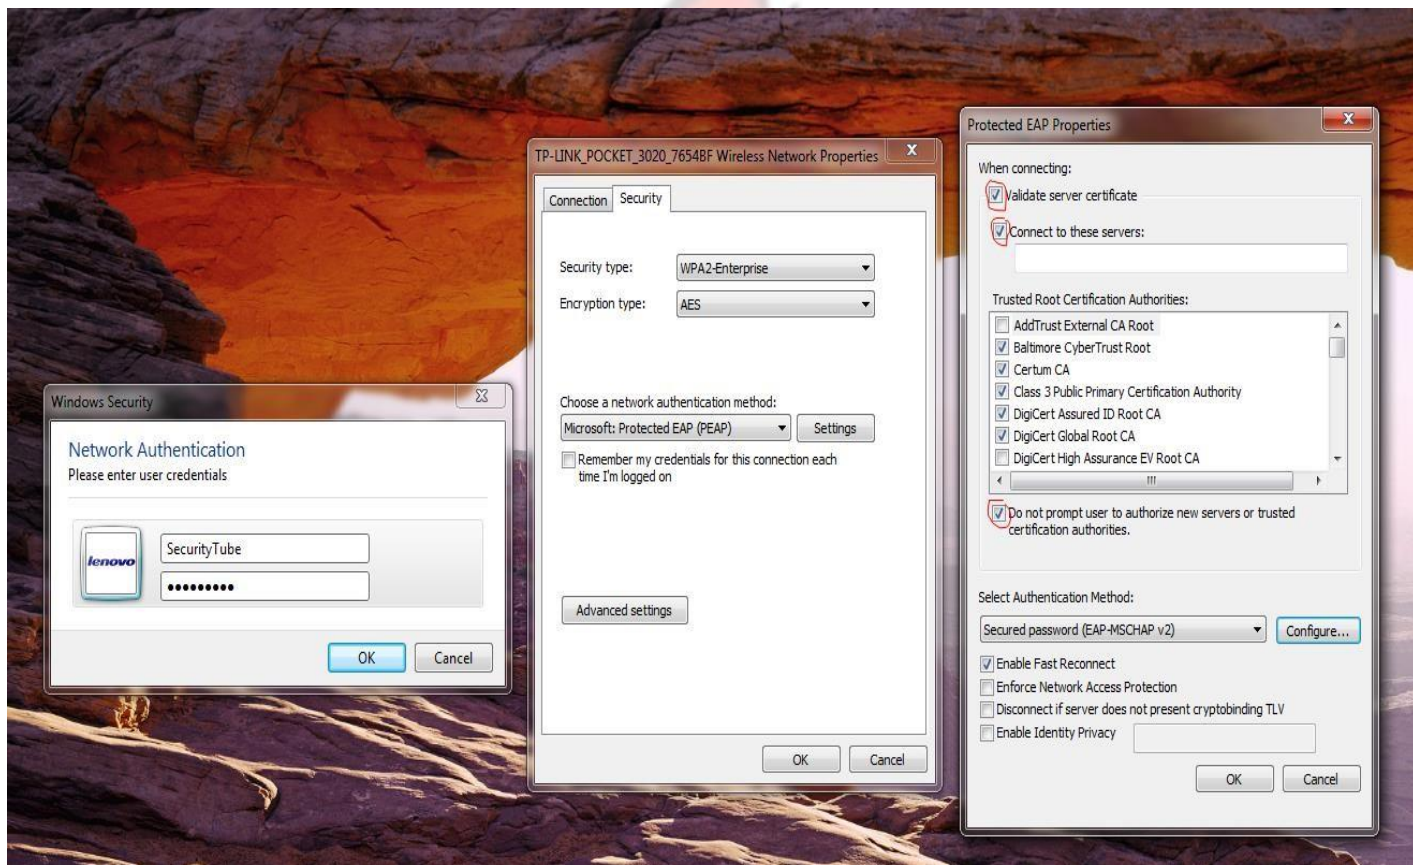 Windows Security
Network Authentication
Please enter user credentials
lenovo
SecurityTube
•••••••••
OK
Cancel
TP-LINK_POCKET_3020_7654BF Wireless Network Properties
Connection
Security
Security type:
WPA2-Enterprise
Encryption type:
AES
Choose a network authentication method:
Microsoft: Protected EAP (PEAP)
Settings
Remember my credentials for this connection each
time I'm logged on
Advanced settings
OK
Cancel
Protected EAP Properties
When connecting:
Validate server certificate
Connect to these servers:
Trusted Root Certification Authorities:
AddTrust External CA Root
Baltimore CyberTrust Root
Certum CA
Class 3 Public Primary Certification Authority
DigiCert Assured ID Root CA
DigiCert Global Root CA
DigiCert High Assurance EV Root CA
Do not prompt user to authorize new servers or trusted
certification authorities.
Select Authentication Method:
Secured password (EAP-MSCHAP v2)
Configure...
Enable Fast Reconnect
Enforce Network Access Protection
Disconnect if server does not present cryptobinding TLV
Enable Identity Privacy
OK
Cancel